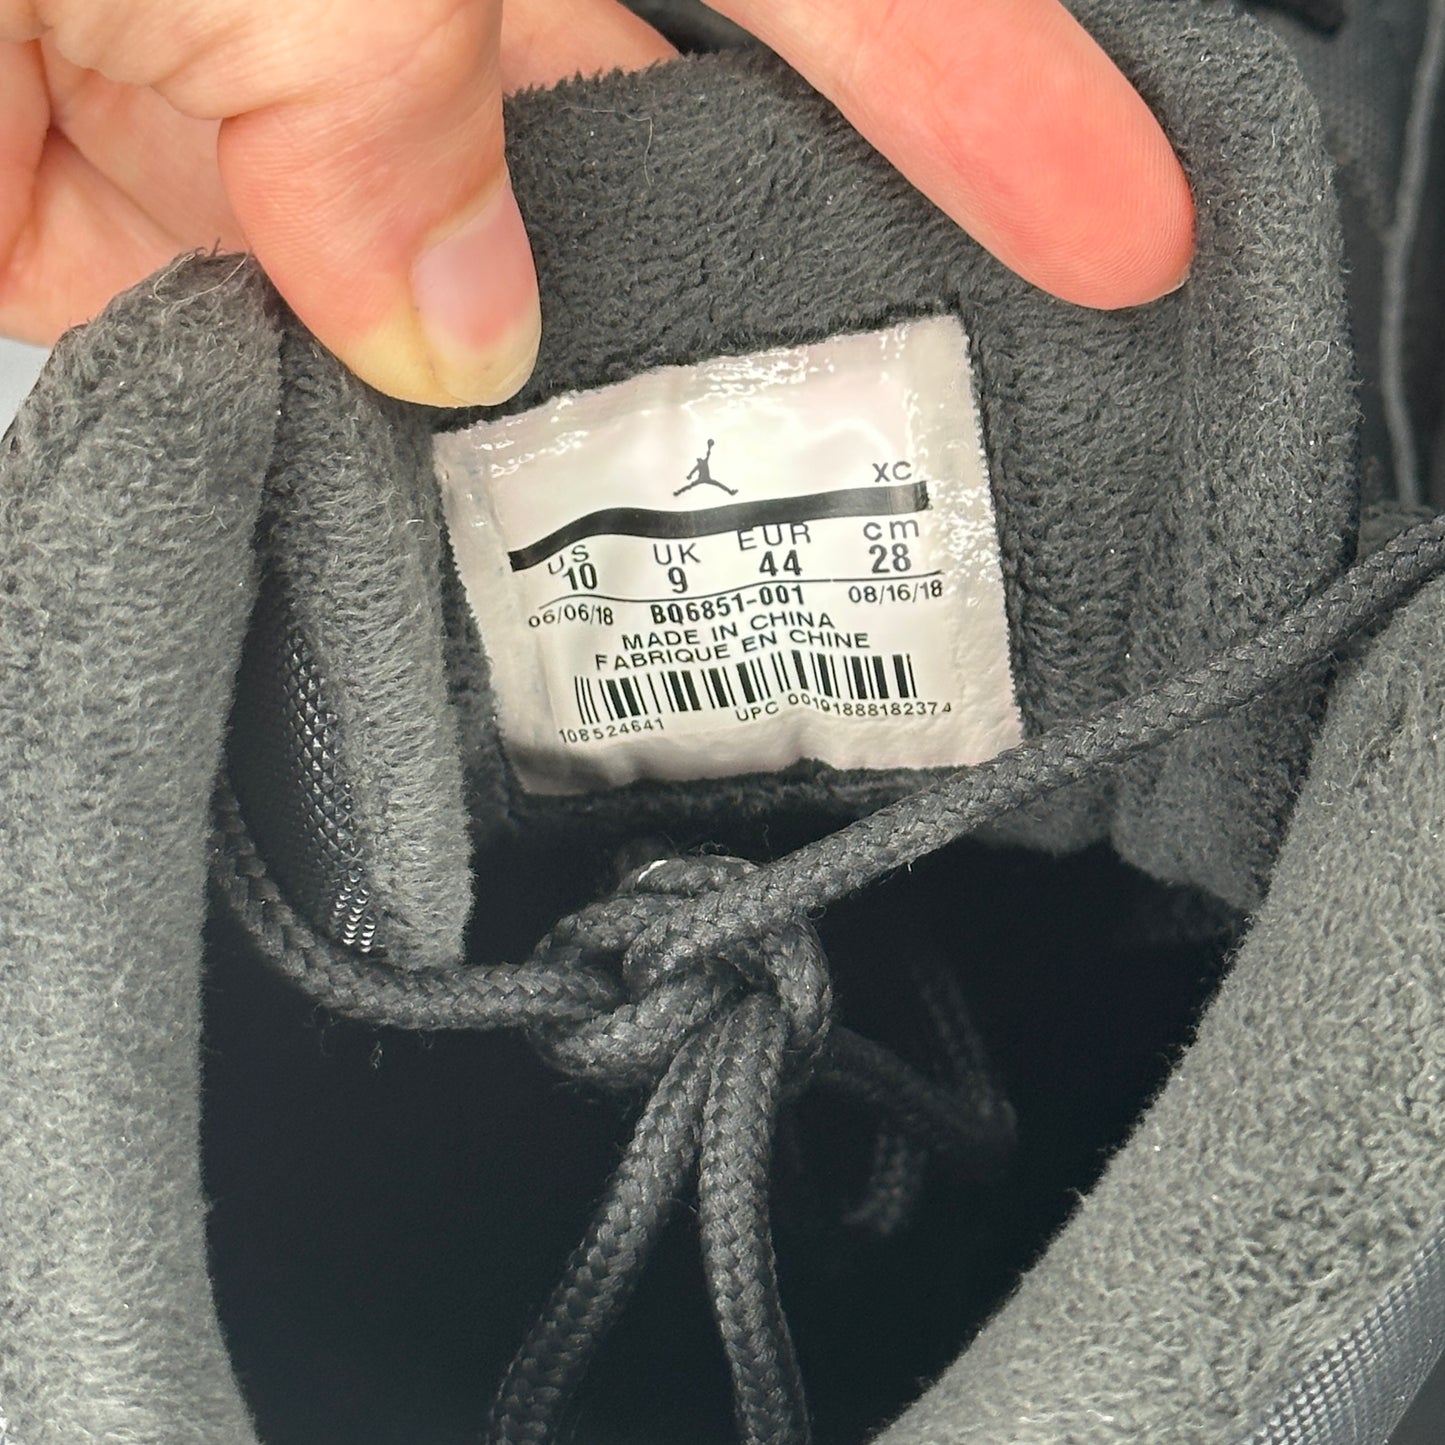 XC
US UK EUR cm
10 9 44 28
06/06/18 BQ6851-001 08/16/18
MADE IN CHINA
FABRIQUE EN CHINE
108524641 UPC 00191888182374